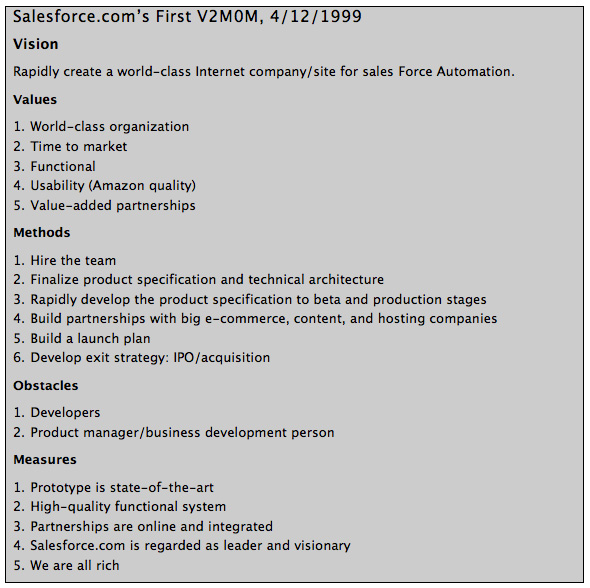 Salesforce.com’s First V2M0M, 4/12/1999
Vision
Rapidly create a world-class Internet company/site for sales Force Automation.
Values
1. World-class organization
2. Time to market
3. Functional
4. Usability (Amazon quality)
5. Value-added partnerships
Methods
1. Hire the team
2. Finalize product specification and technical architecture
3. Rapidly develop the product specification to beta and production stages
4. Build partnerships with big e-commerce, content, and hosting companies
5. Build a launch plan
6. Develop exit strategy: IPO/acquisition
Obstacles
1. Developers
2. Product manager/business development person
Measures
1. Prototype is state-of-the-art
2. High-quality functional system
3. Partnerships are online and integrated
4. Salesforce.com is regarded as leader and visionary
5. We are all rich